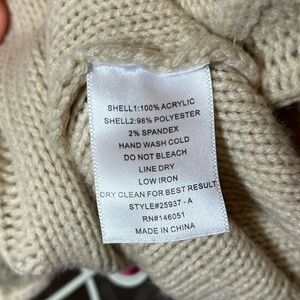 SHELL1:100% ACRYLIC
SHELL2:98% POLYESTER
2% SPANDEX
HAND WASH COLD
DO NOT BLEACH
LINE DRY
LOW IRON
DRY CLEAN FOR BEST RESULT
STYLE#25937 - A
RN#146051
MADE IN CHINA